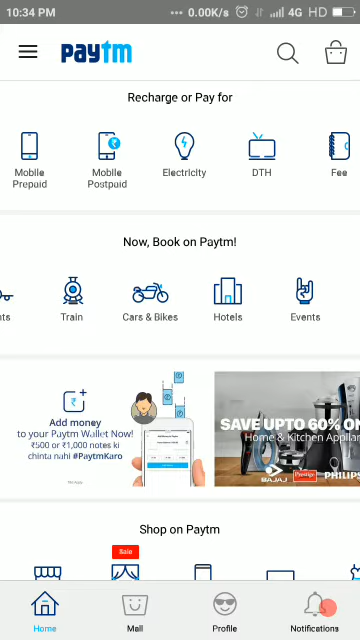 10:34 PM
... 0.00K/s
4G HD
paytm
Recharge or Pay for
Mobile Prepaid
Mobile Postpaid
Electricity
DTH
Fee
Now, Book on Paytm!
nts
Train
Cars & Bikes
Hotels
Events
Add money
to your Paytm Wallet Now!
₹500 or ₹1,000 notes ki
chinta nahi #PaytmKaro
SAVE UPTO 60% ON
Home & Kitchen Applian
BAJAJ
Prestige
PHILIPS
Shop on Paytm
Sale
Home
Mall
Profile
Notifications